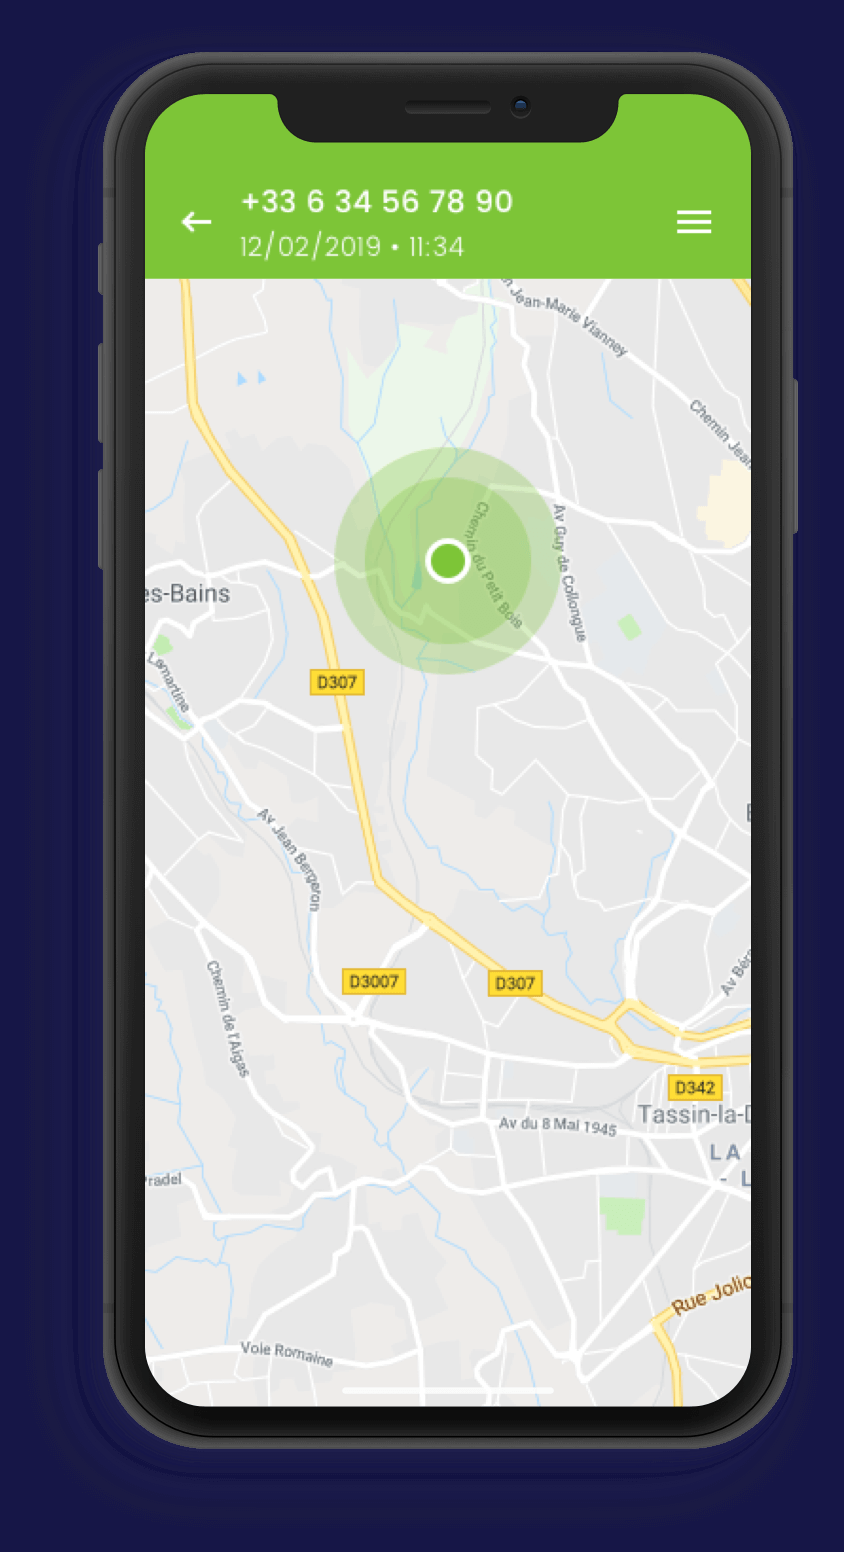 +33 6 34 56 78 90
12/02/2019 • 11:34
n Jean-Marie Vianney
Chemin Jean
Chemin du Petit Bois
Av Guy de Collongue
es-Bains
Lamartine
D307
Av Jean Bergeron
Av Béra
Chemin de l'Aigas
D3007
D307
D342
Tassin-la-D
Av du 8 Mai 1945
LA
- L
Pradel
Rue Jolio
Voie Romaine